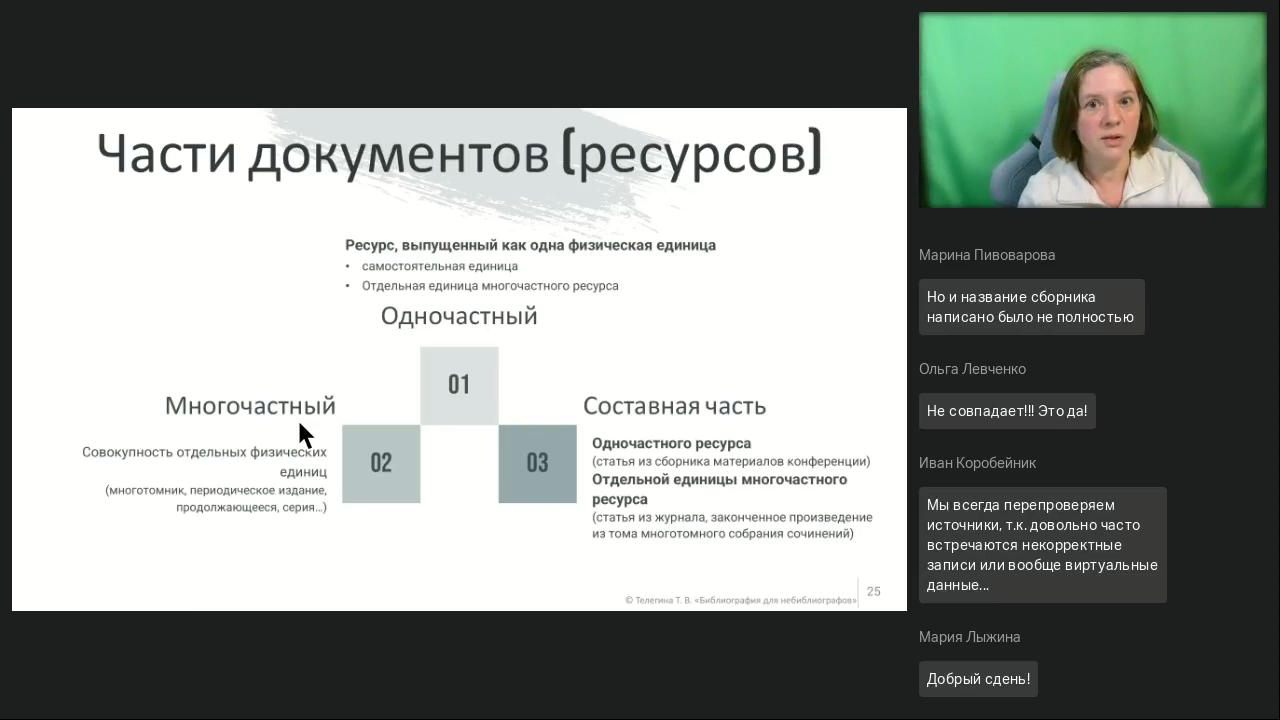 Части документов (ресурсов)
Ресурс, выпущенный как одна физическая единица
• самостоятельная единица
• Отдельная единица многочастного ресурса
Одночастный
01
Многочастный
Совокупность отдельных физических
единиц
(многотомник, периодическое издание,
продолжающееся, серия...)
02
03
Составная часть
Одночастного ресурса
(статья из сборника материалов конференции)
Отдельной единицы многочастного
ресурса
(статья из журнала, законченное произведение
из тома многотомного собрания сочинений)
© Телегина Т. В. «Библиография для небиблиографов»
25
Марина Пивоварова
Но и название сборника
написано было не полностью
Ольга Левченко
Не совпадает!!! Это да!
Иван Коробейник
Мы всегда перепроверяем
источники, т.к. довольно часто
встречаются некорректные
записи или вообще виртуальные
данные...
Мария Лыжина
Добрый сдень!